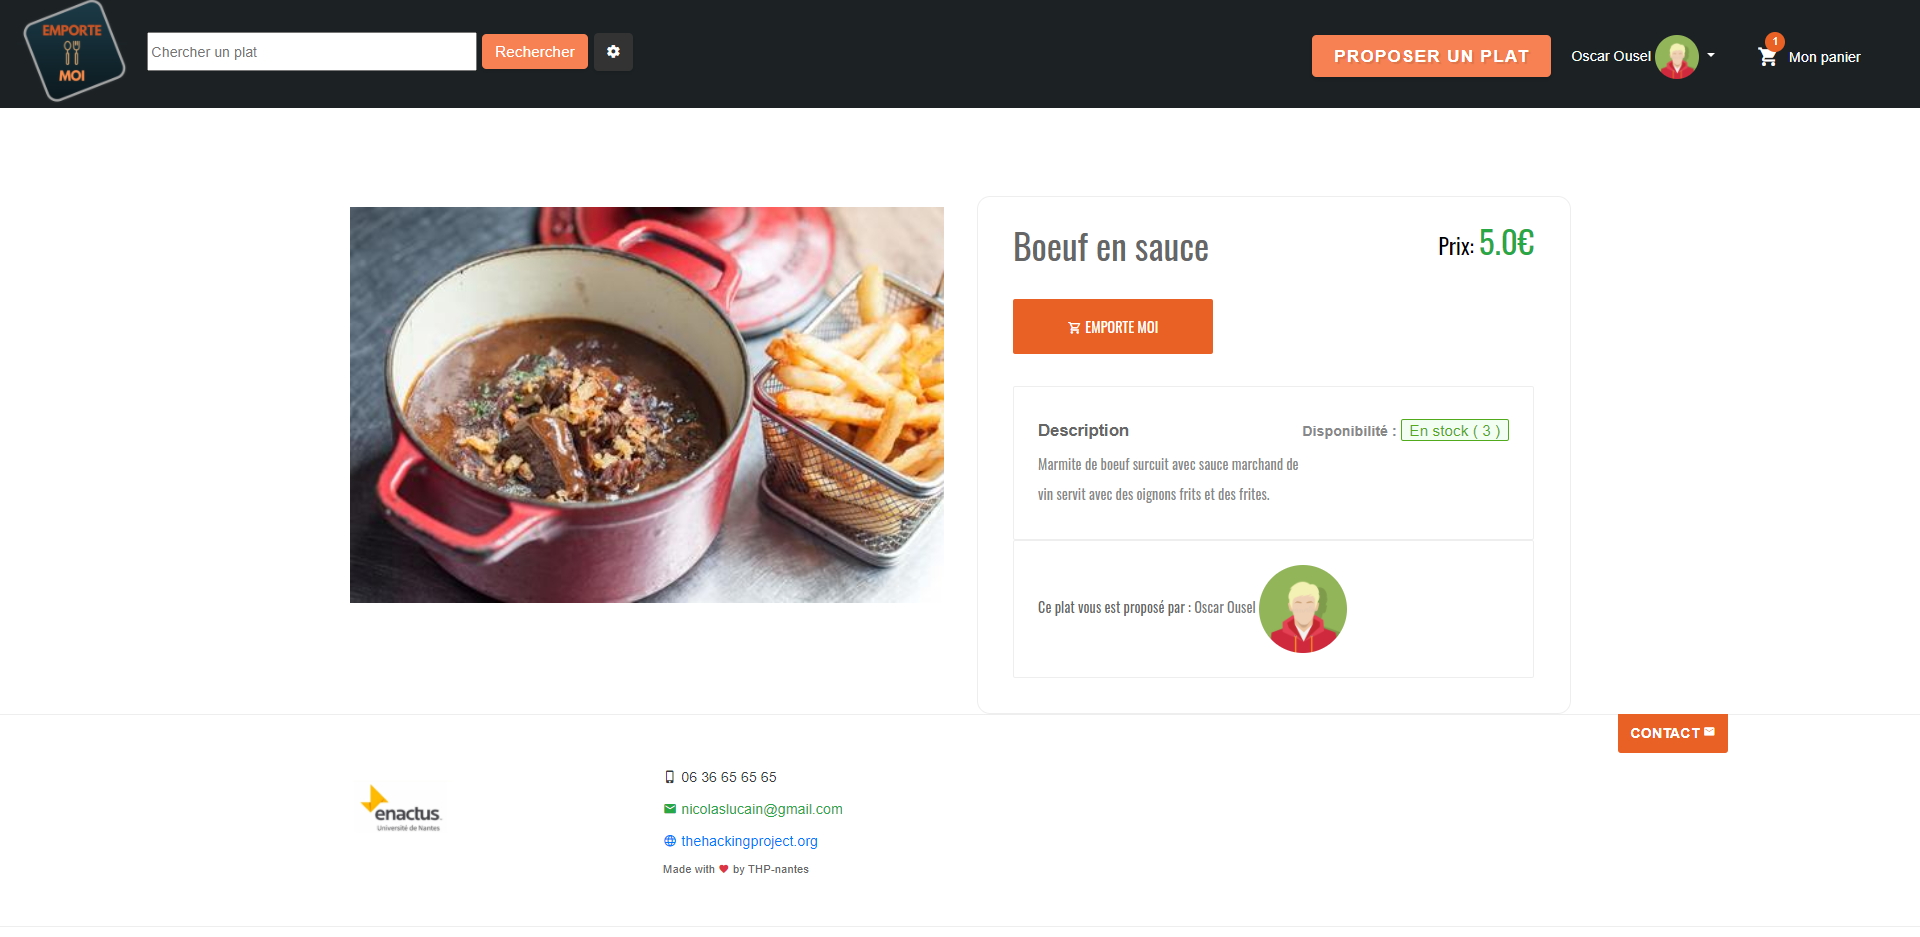 EMPORTE
MOI
Chercher un plat
Rechercher
PROPOSER UN PLAT
Oscar Ousel
1
Mon panier
Boeuf en sauce
Prix: 5.0€
EMPORTE MOI
Description
Disponibilité : En stock ( 3 )
Marmite de boeuf surcuit avec sauce marchand de
vin servit avec des oignons frits et des frites.
Ce plat vous est proposé par : Oscar Ousel
CONTACT
enactus.
Université de Nantes
06 36 65 65 65
nicolaslucain@gmail.com
thehackingproject.org
Made with ❤ by THP-nantes